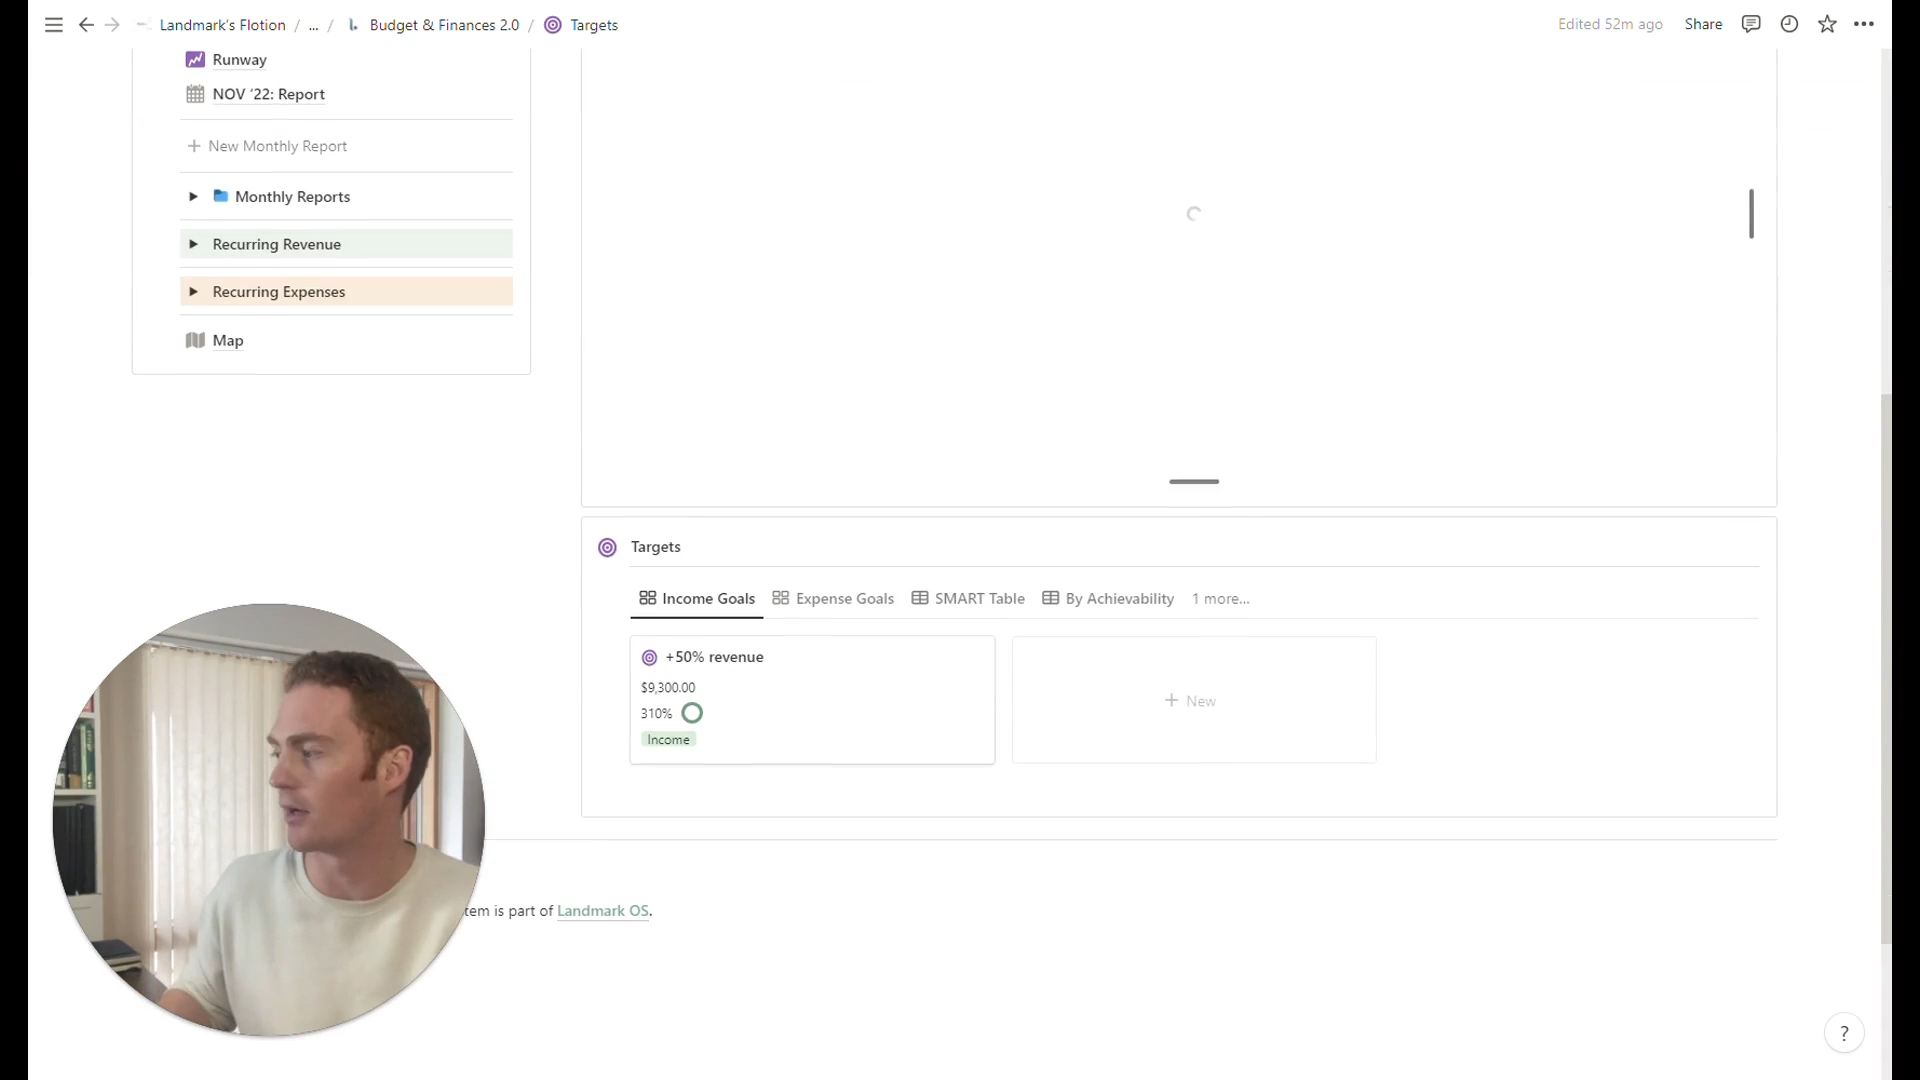 Landmark's Flotion / ... / Budget & Finances 2.0 / Targets
Edited 52m ago
Share
Runway
NOV '22: Report
New Monthly Report
Monthly Reports
Recurring Revenue
Recurring Expenses
Map
Targets
Income Goals
Expense Goals
SMART Table
By Achievability
1 more...
+50% revenue
$9,300.00
310%
Income
+ New
tem is part of Landmark OS.
?